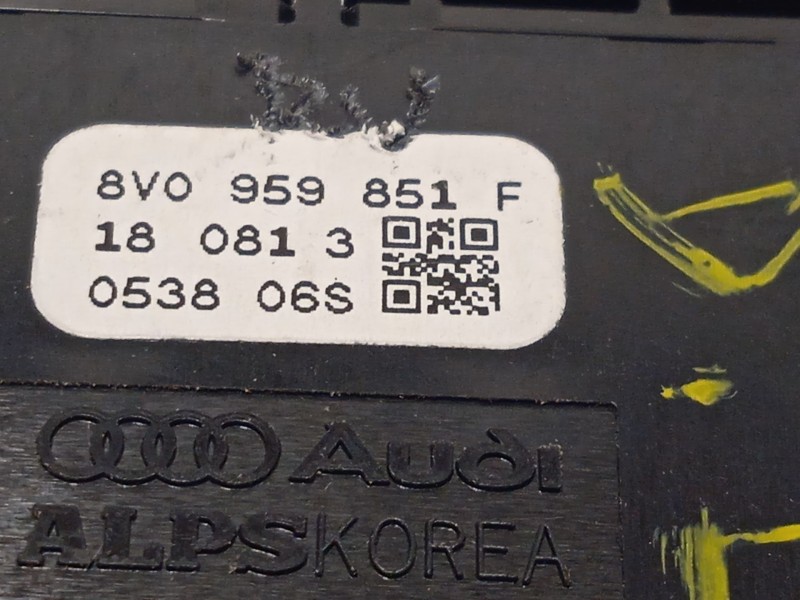 8V0 959 851 F
18 081 3
0538 06S
Audi
ALPSKOREA